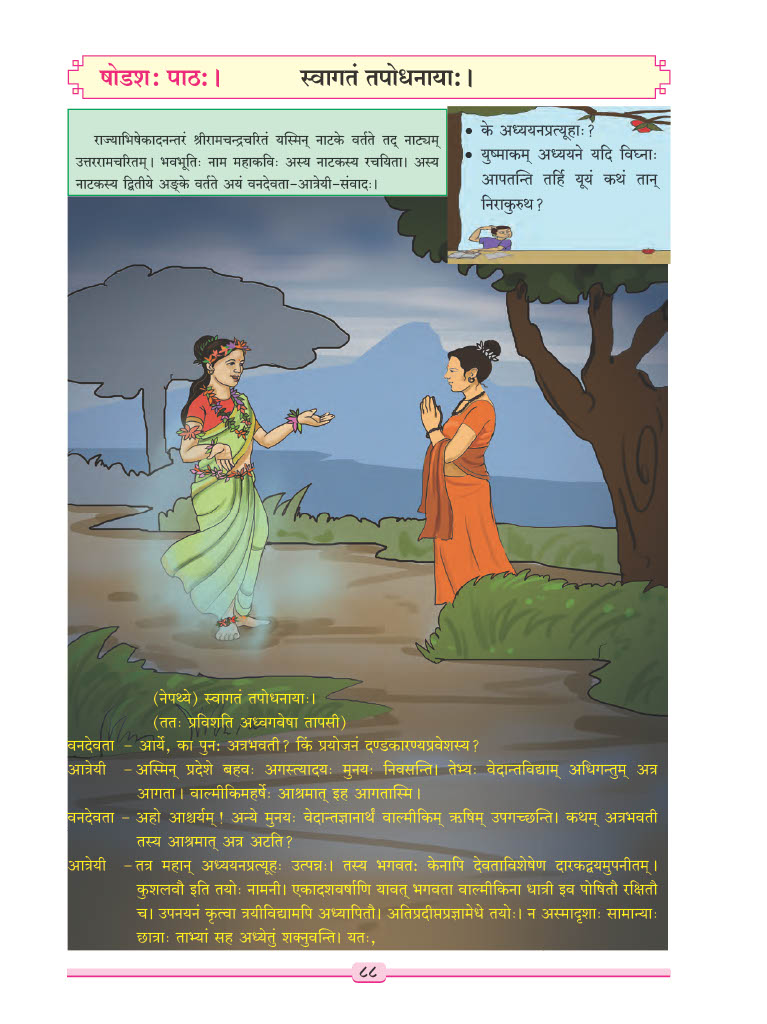 षोडशः पाठः।
स्वागतं तपोधनायाः।
राज्याभिषेकादनन्तरं श्रीरामचन्द्रचरितं यस्मिन् नाटके वर्तते तद् नाट्यम्
उत्तररामचरितम्। भवभूतिः नाम महाकविः अस्य नाटकस्य रचयिता। अस्य
नाटकस्य द्वितीये अङ्के वर्तते अयं वनदेवता-आत्रेयी-संवादः।
• के अध्ययनप्रत्यूहाः?
• युष्माकम् अध्ययने यदि विघ्नाः
आपतन्ति तर्हि यूयं कथं तान्
निराकुरुथ?
(नेपथ्ये) स्वागतं तपोधनायाः।
(ततः प्रविशति अध्वगवेषा तापसी)
वनदेवता - आर्ये, का पुनः अत्रभवती? किं प्रयोजनं दण्डकारण्यप्रवेशस्य?
आत्रेयी - अस्मिन् प्रदेशे बहवः अगस्त्यादयः मुनयः निवसन्ति। तेभ्यः वेदान्तविद्याम् अधिगन्तुम् अत्र
आगता। वाल्मीकिमहर्षेः आश्रमात् इह आगतास्मि।
वनदेवता - अहो आश्चर्यम्! अन्ये मुनयः वेदान्तज्ञानार्थं वाल्मीकिम् ऋषिम् उपगच्छन्ति। कथम् अत्रभवती
तस्य आश्रमात् अत्र अटति?
आत्रेयी - तत्र महान् अध्ययनप्रत्यूहः उत्पन्नः। तस्य भगवतः केनापि देवताविशेषेण दारकद्वयमुपनीतम्।
कुशलवौ इति तयोः नामनी। एकादशवर्षाणि यावत् भगवता वाल्मीकिना धात्री इव पोषितौ रक्षितौ
च। उपनयनं कृत्वा त्रयीविद्यामपि अध्यापितौ। अतिप्रदीप्तप्रज्ञामेधे तयोः। न अस्मादृशाः सामान्याः
छात्राः ताभ्यां सह अध्येतुं शक्नुवन्ति। यतः,
८८